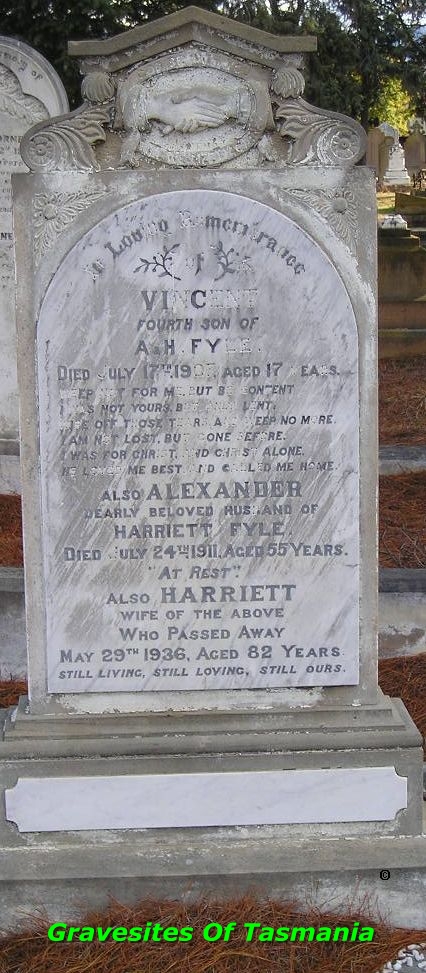 In Loving Remembrance
of
VINCENT
FOURTH SON OF
A & H. FYLE.
DIED JULY 17TH, AGED 17 YEARS.
WEEP NOT FOR ME, BUT BE CONTENT
I WAS NOT YOURS, BUT ONLY LENT.
WIPE OFF THOSE TEARS AND WEEP NO MORE.
I AM NOT LOST, BUT GONE BEFORE.
I WAS FOR CHRIST, AND CHRIST ALONE.
HE LOVED ME BEST, AND CALLED ME HOME.
ALSO ALEXANDER
DEARLY BELOVED HUSBAND OF
HARRIETT FYLE
DIED JULY 24TH 1911, AGED 55 YEARS.
"AT REST".
ALSO HARRIETT
WIFE OF THE ABOVE
WHO PASSED AWAY
MAY 29TH 1936, AGED 82 YEARS
STILL LIVING, STILL LOVING, STILL OURS.
©
Gravesites Of Tasmania